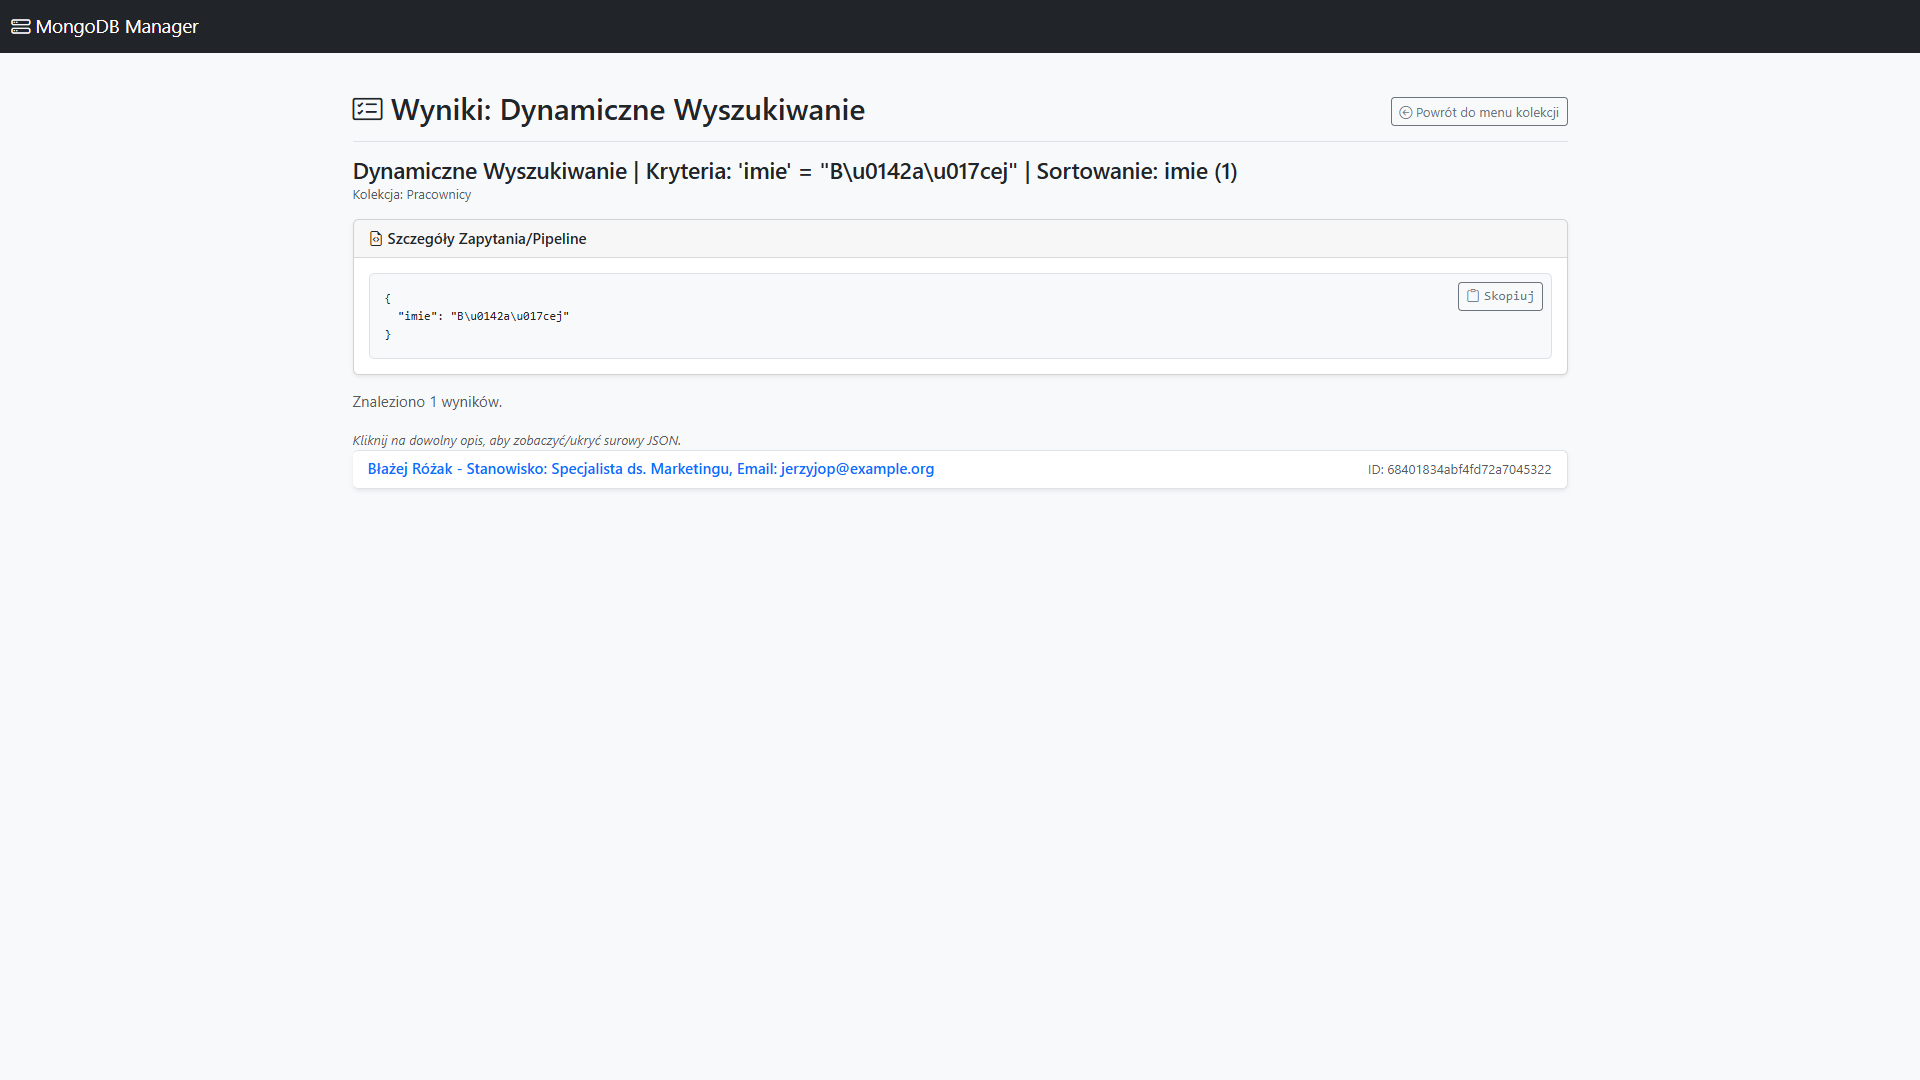 MongoDB Manager
Wyniki: Dynamiczne Wyszukiwanie
Powrót do menu kolekcji
Dynamiczne Wyszukiwanie | Kryteria: 'imie' = "B\u0142a\u017cej" | Sortowanie: imie (1)
Kolekcja: Pracownicy
Szczegóły Zapytania/Pipeline
Skopiuj
{
  "imie": "B\u0142a\u017cej"
}
Znaleziono 1 wyników.
Kliknij na dowolny opis, aby zobaczyć/ukryć surowy JSON.
Błażej Różak - Stanowisko: Specjalista ds. Marketingu, Email: jerzyjop@example.org
ID: 68401834abf4fd72a7045322